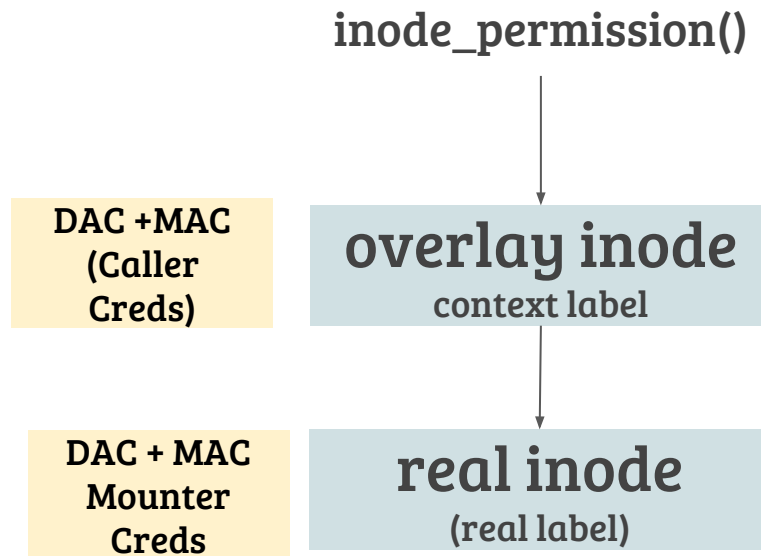 inode_permission()
DAC +MAC
(Caller
Creds)
overlay inode
context label
DAC + MAC
Mounter
Creds
real inode
(real label)